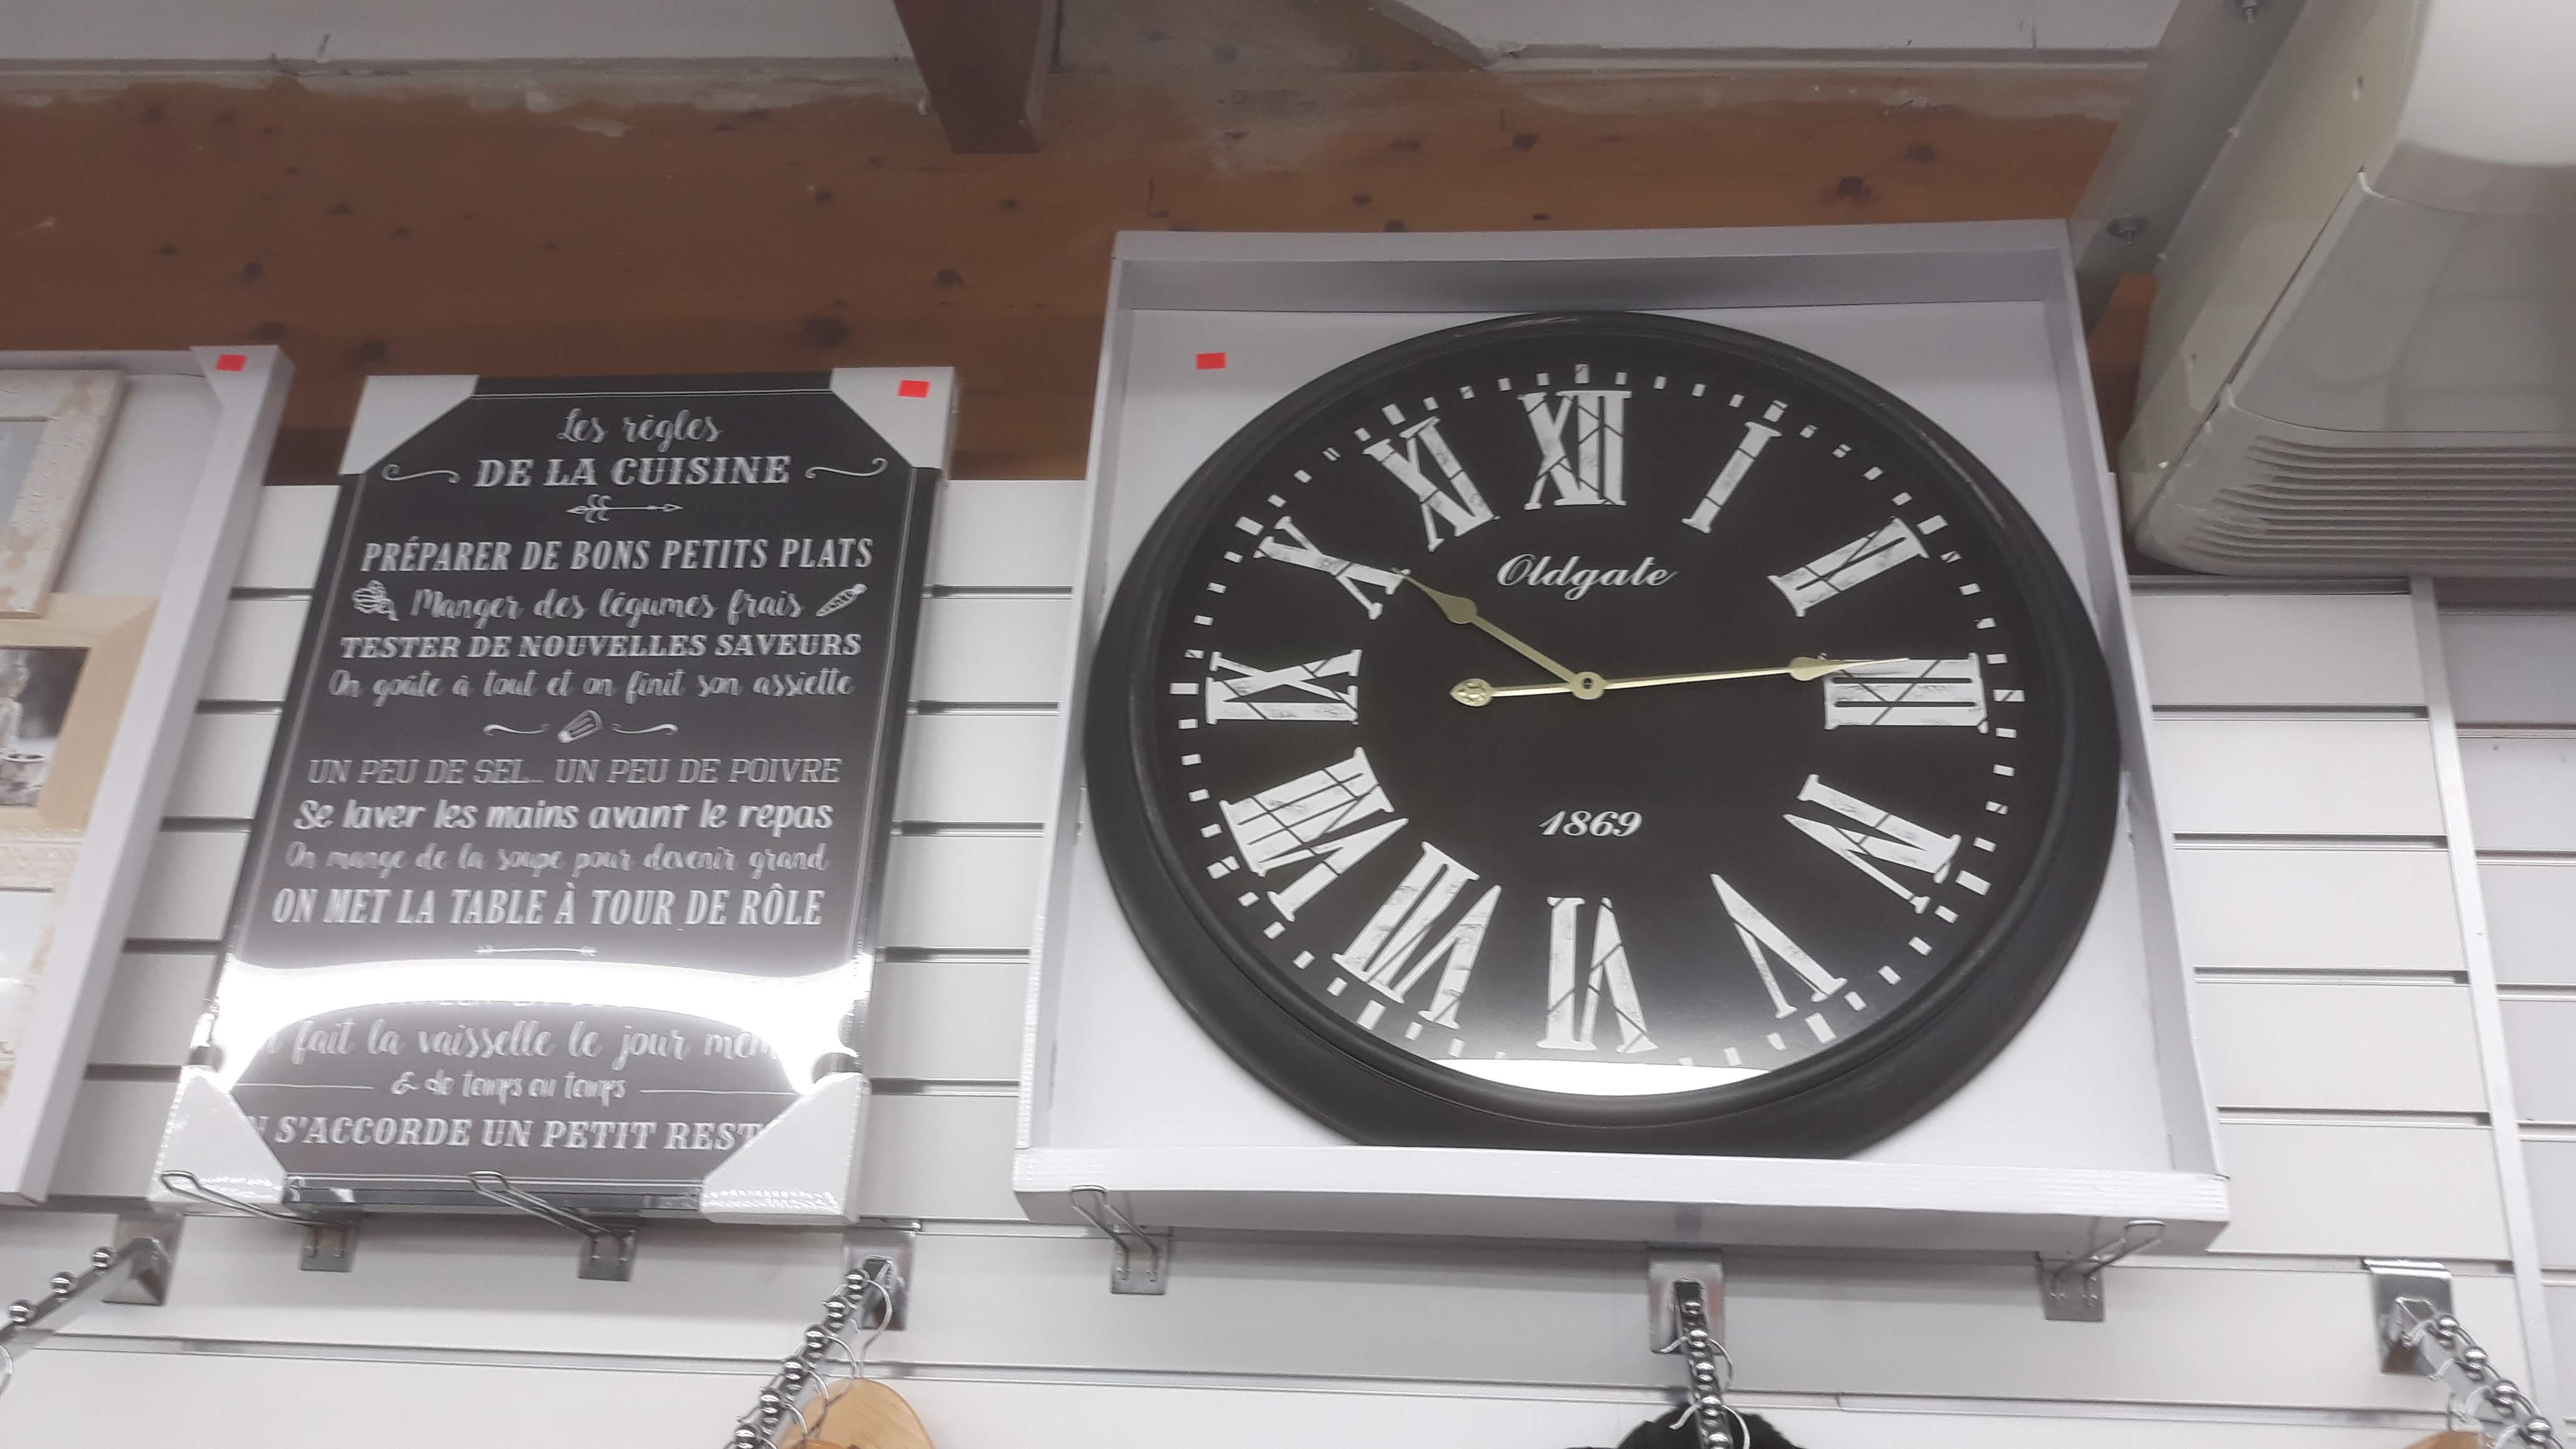 Les règles
DE LA CUISINE
PRÉPARER DE BONS PETITS PLATS
Manger des légumes frais
TESTER DE NOUVELLES SAVEURS
On goûte à tout et on finit son assiette
UN PEU DE SEL... UN PEU DE POIVRE
Se laver les mains avant le repas
On mange de la soupe pour devenir grand
ON MET LA TABLE À TOUR DE RÔLE
fait la vaisselle le jour
& de temps en temps
S'ACCORDE UN PETIT REST
XII
I
II
III
IV
V
VI
VII
VIII
IX
X
XI
Oldgate
1869